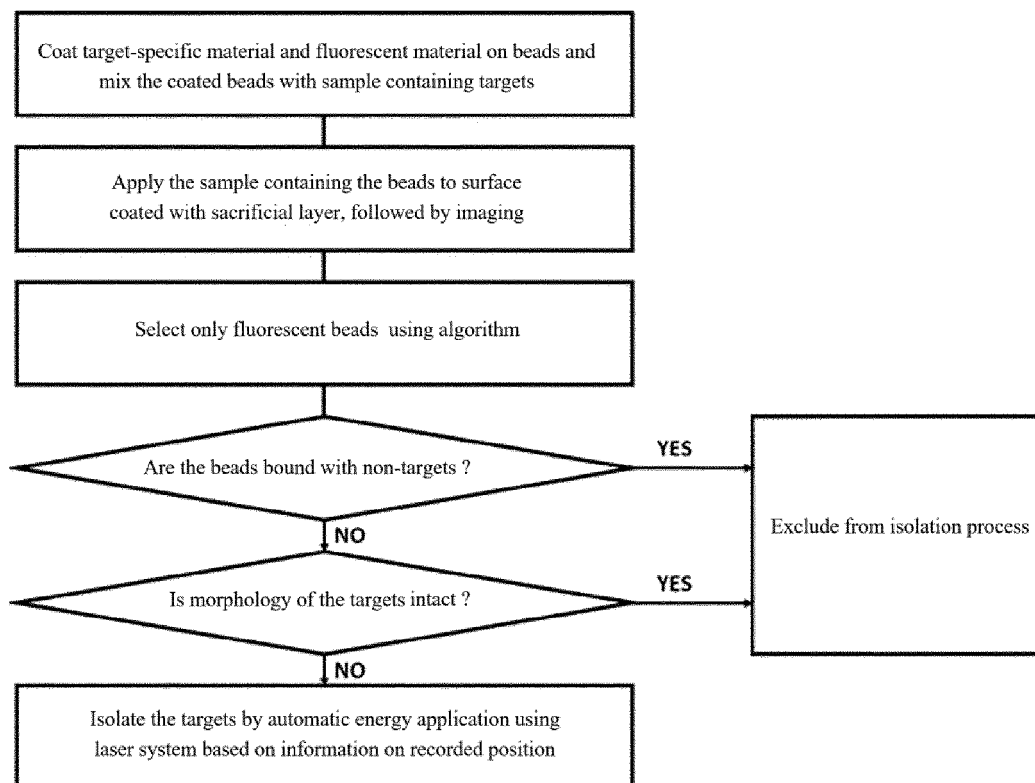 Coat target-specific material and fluorescent material on beads and
mix the coated beads with sample containing targets
Apply the sample containing the beads to surface
coated with sacrificial layer, followed by imaging
Select only fluorescent beads using algorithm
Are the beads bound with non-targets ?
YES
Exclude from isolation process
NO
Is morphology of the targets intact ?
YES
NO
Isolate the targets by automatic energy application using
laser system based on information on recorded position